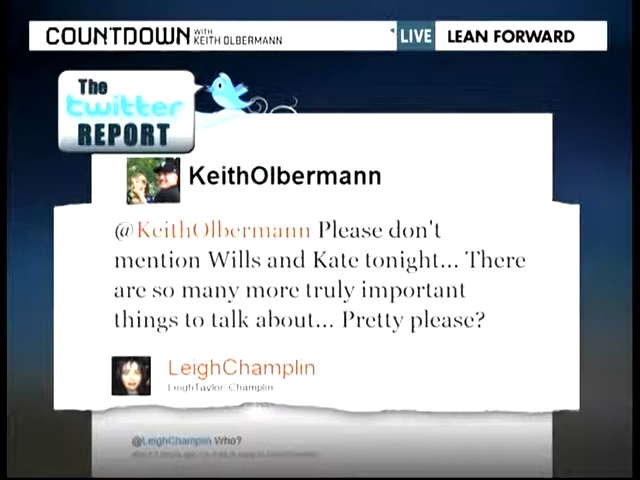 COUNTDOWN WITH KEITH OLBERMANN
LIVE LEAN FORWARD
The
twitter
REPORT
KeithOlbermann
@KeithOlbermann Please don't
mention Wills and Kate tonight... There
are so many more truly important
things to talk about... Pretty please?
LeighChamplin
LeighTaylor Champlin
@LeighChamplin Who?